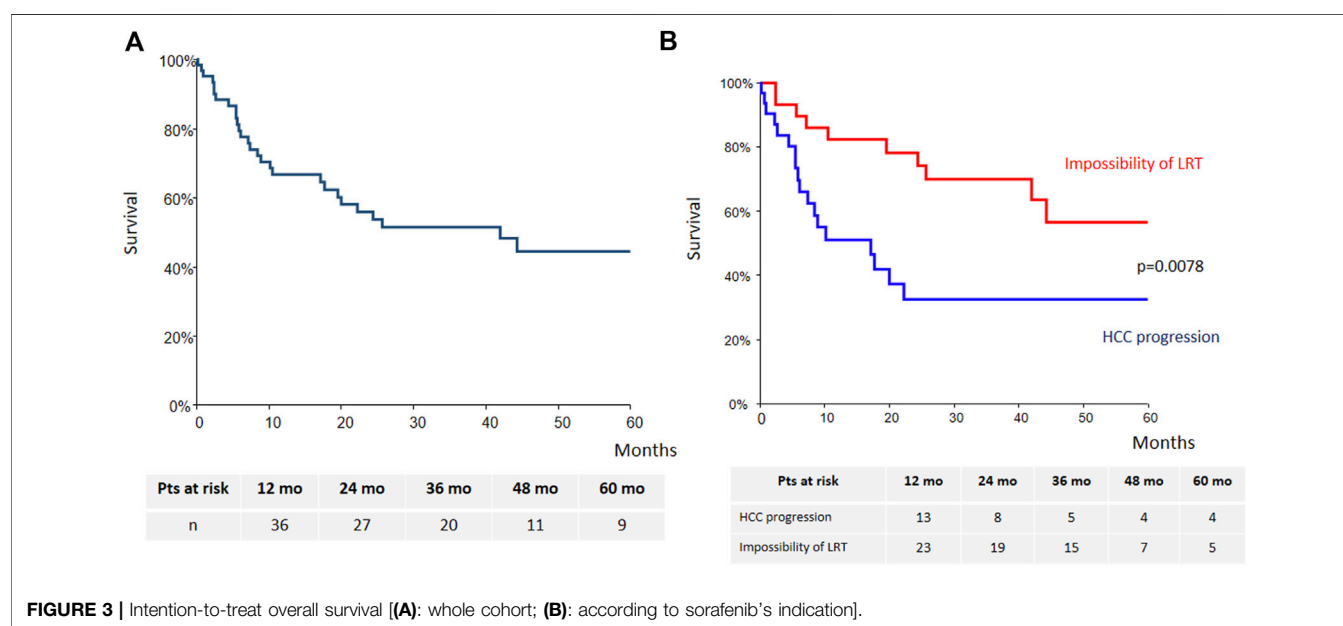 A
100%
80%
60%
40%
20%
0%
Survival
0 10 20 30 40 50 60
Months
Pts at risk 12 mo 24 mo 36 mo 48 mo 60 mo
n 36 27 20 11 9
B
100%
80%
60%
40%
20%
0%
Survival
Impossibility of LRT
p=0.0078
HCC progression
0 10 20 30 40 50 60
Months
Pts at risk 12 mo 24 mo 36 mo 48 mo 60 mo
HCC progression 13 8 5 4 4
Impossibility of LRT 23 19 15 7 5
FIGURE 3 | Intention-to-treat overall survival [(A): whole cohort; (B): according to sorafenib's indication].